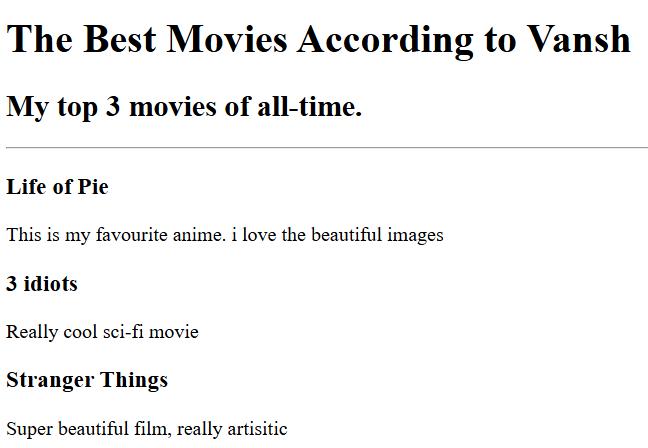 The Best Movies According to Vansh
My top 3 movies of all-time.
Life of Pie
This is my favourite anime. i love the beautiful images
3 idiots
Really cool sci-fi movie
Stranger Things
Super beautiful film, really artisitic